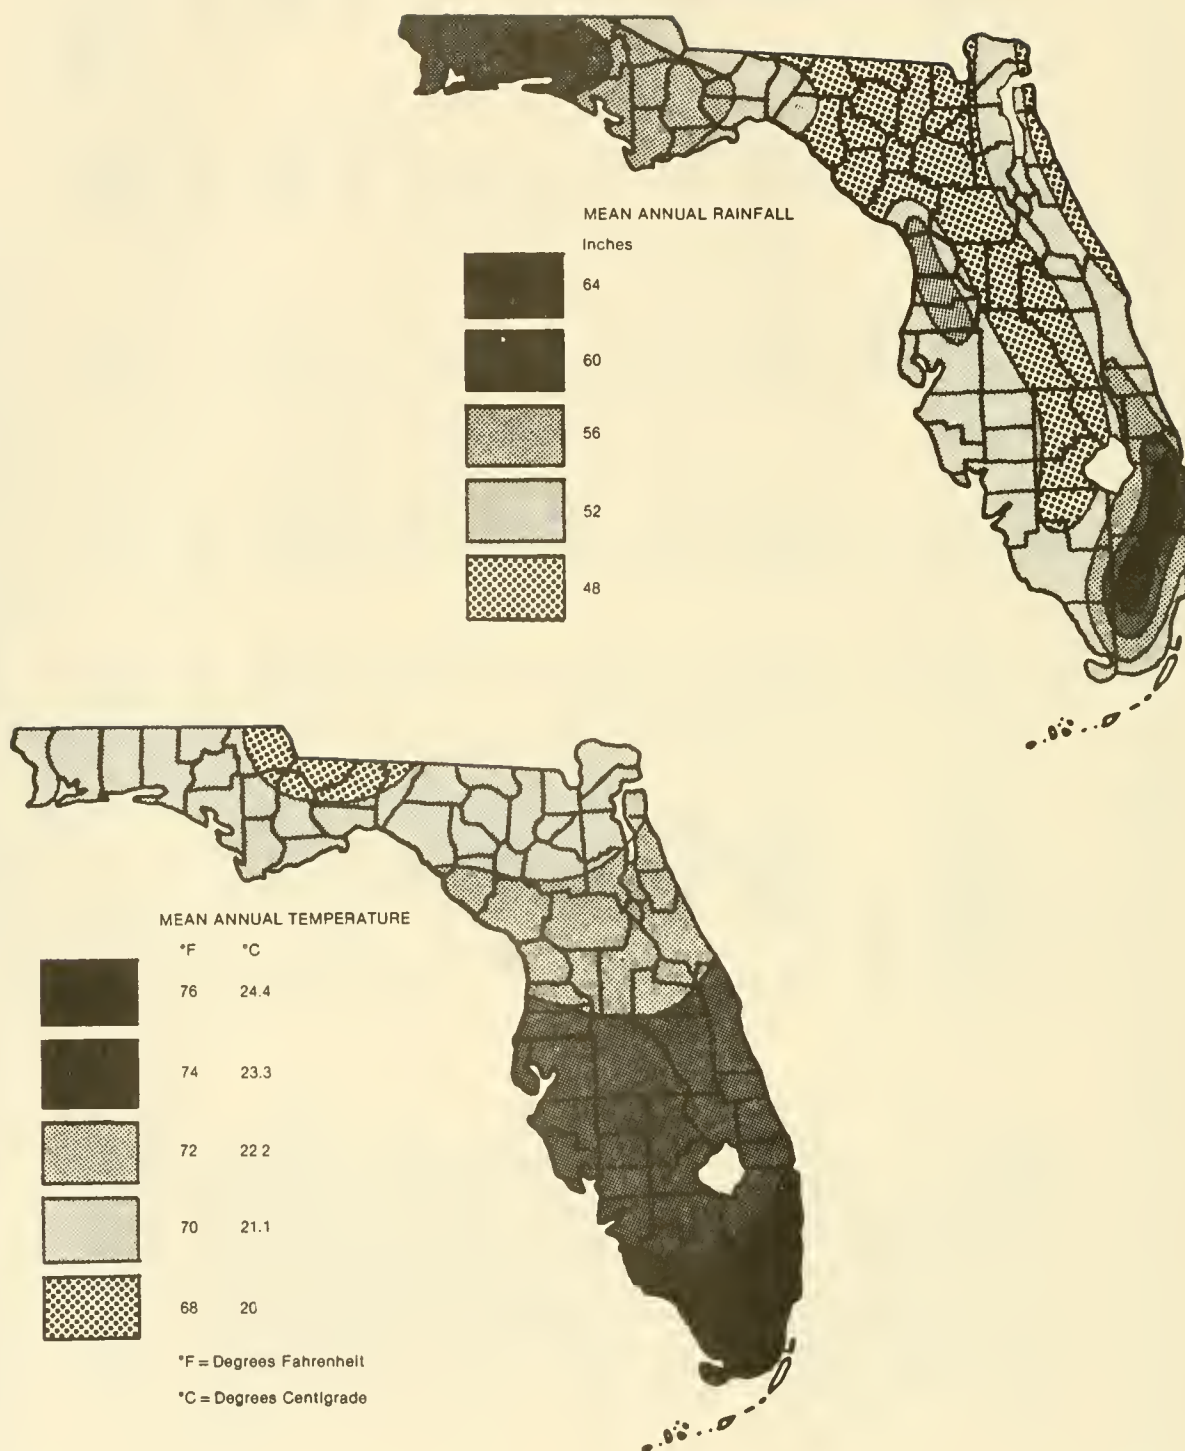 MEAN ANNUAL RAINFALL
Inches
64
60
56
52
48
MEAN ANNUAL TEMPERATURE
°F °C
76 24.4
74 23.3
72 22 2
70 21.1
68 20
°F = Degrees Fahrenheit
°C = Degrees Centigrade